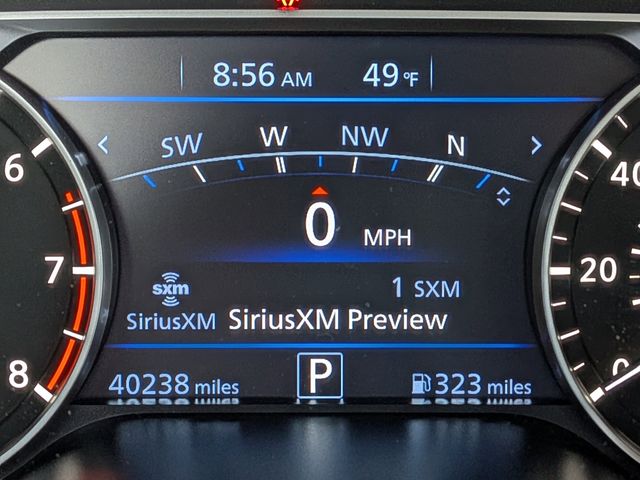 8:56 AM 49°F
< SW W NW N >
0 MPH
sxm 1 SXM
SiriusXM SiriusXM Preview
40238 miles P 323 miles
6
7
8
40
20
0